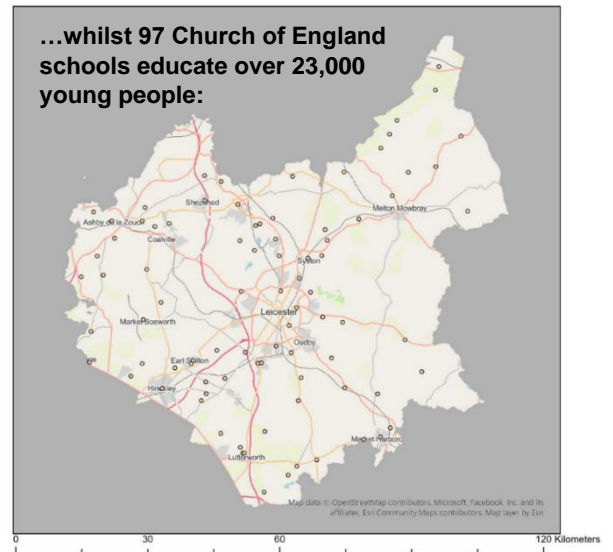 …whilst 97 Church of England
schools educate over 23,000
young people:
Shepshed
Melton Mowbray
Ashby de la Zouch
Coalville
Syston
Leicester
Market Bosworth
Oadby
Earl Shilton
Hinckley
Market Harboro
Lutterworth
Map data © OpenStreetMap contributors, Microsoft, Facebook, Inc. and its
affiliates, Esri Community Maps contributors, Map layer by Esri
0 30 60 120 Kilometers